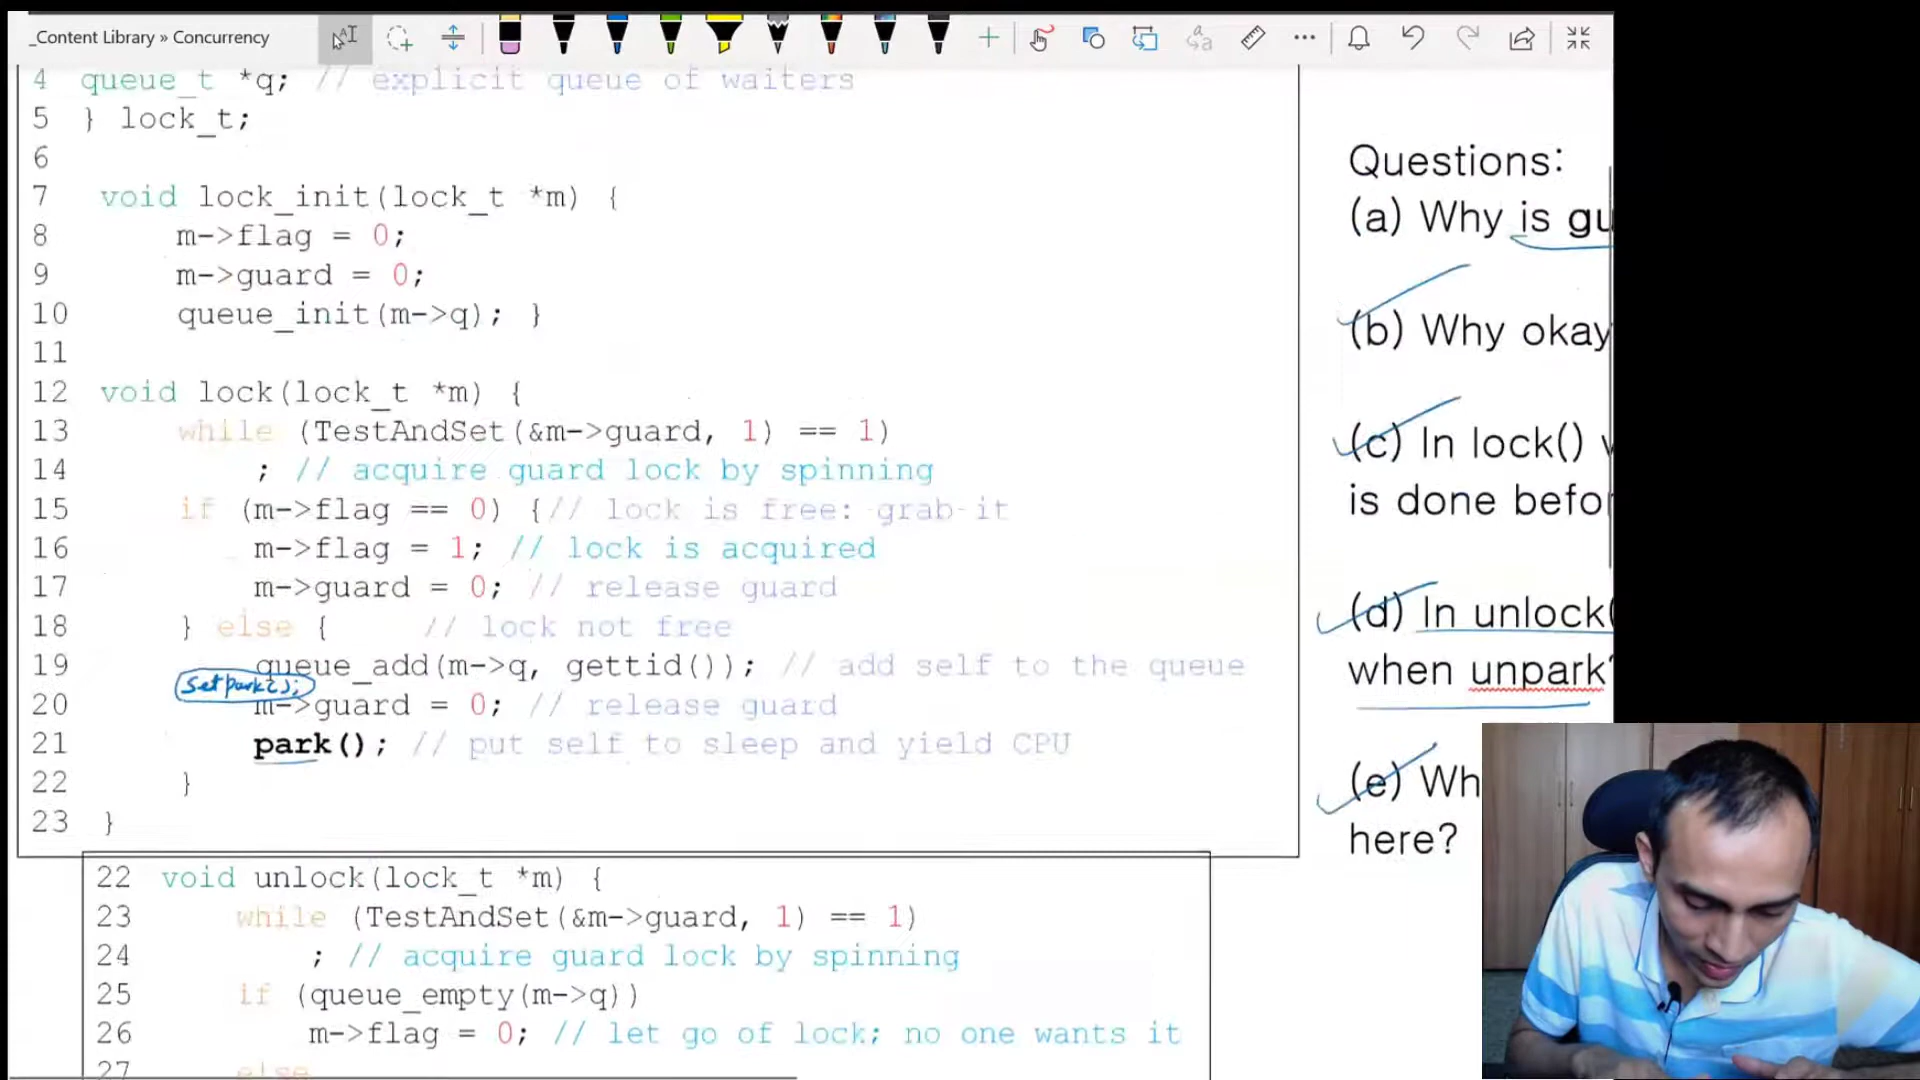 _Content Library » Concurrency
4 queue_t *q; // explicit queue of waiters
5 } lock_t;
6
7 void lock_init(lock_t *m) {
8 m->flag = 0;
9 m->guard = 0;
10 queue_init(m->q); }
11
12 void lock(lock_t *m) {
13 while (TestAndSet(&m->guard, 1) == 1)
14 ; // acquire guard lock by spinning
15 if (m->flag == 0) {// lock is free: grab it
16 m->flag = 1; // lock is acquired
17 m->guard = 0; // release guard
18 } else { // lock not free
19 queue_add(m->q, gettid()); // add self to the queue
setpark();
20 m->guard = 0; // release guard
21 park(); // put self to sleep and yield CPU
22 }
23 }
22 void unlock(lock_t *m) {
23 while (TestAndSet(&m->guard, 1) == 1)
24 ; // acquire guard lock by spinning
25 if (queue_empty(m->q))
26 m->flag = 0; // let go of lock; no one wants it
27 else
Questions:
(a) Why is gu
(b) Why okay
(c) In lock()
is done befo
(d) In unlock(
when unpark
(e) Wh
here?